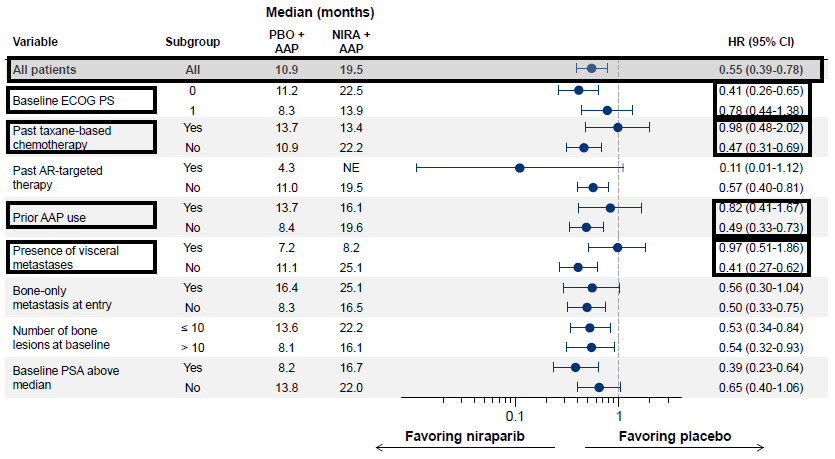 Median (months)
Variable Subgroup PBO + AAP NIRA + AAP HR (95% CI)
All patients All 10.9 19.5 0.55 (0.39-0.78)
Baseline ECOG PS 0 11.2 22.5 0.41 (0.26-0.65)
1 8.3 13.9 0.78 (0.44-1.38)
Past taxane-based chemotherapy Yes 13.7 13.4 0.98 (0.48-2.02)
No 10.9 22.2 0.47 (0.31-0.69)
Past AR-targeted therapy Yes 4.3 NE 0.11 (0.01-1.12)
No 11.0 19.5 0.57 (0.40-0.81)
Prior AAP use Yes 13.7 16.1 0.82 (0.41-1.67)
No 8.4 19.6 0.49 (0.33-0.73)
Presence of visceral metastases Yes 7.2 8.2 0.97 (0.51-1.86)
No 11.1 25.1 0.41 (0.27-0.62)
Bone-only metastasis at entry Yes 16.4 25.1 0.56 (0.30-1.04)
No 8.3 16.5 0.50 (0.33-0.75)
Number of bone lesions at baseline ≤ 10 13.6 22.2 0.53 (0.34-0.84)
> 10 8.1 16.1 0.54 (0.32-0.93)
Baseline PSA above median Yes 8.2 16.7 0.39 (0.23-0.64)
No 13.8 22.0 0.65 (0.40-1.06)
0.1 1
Favoring niraparib Favoring placebo